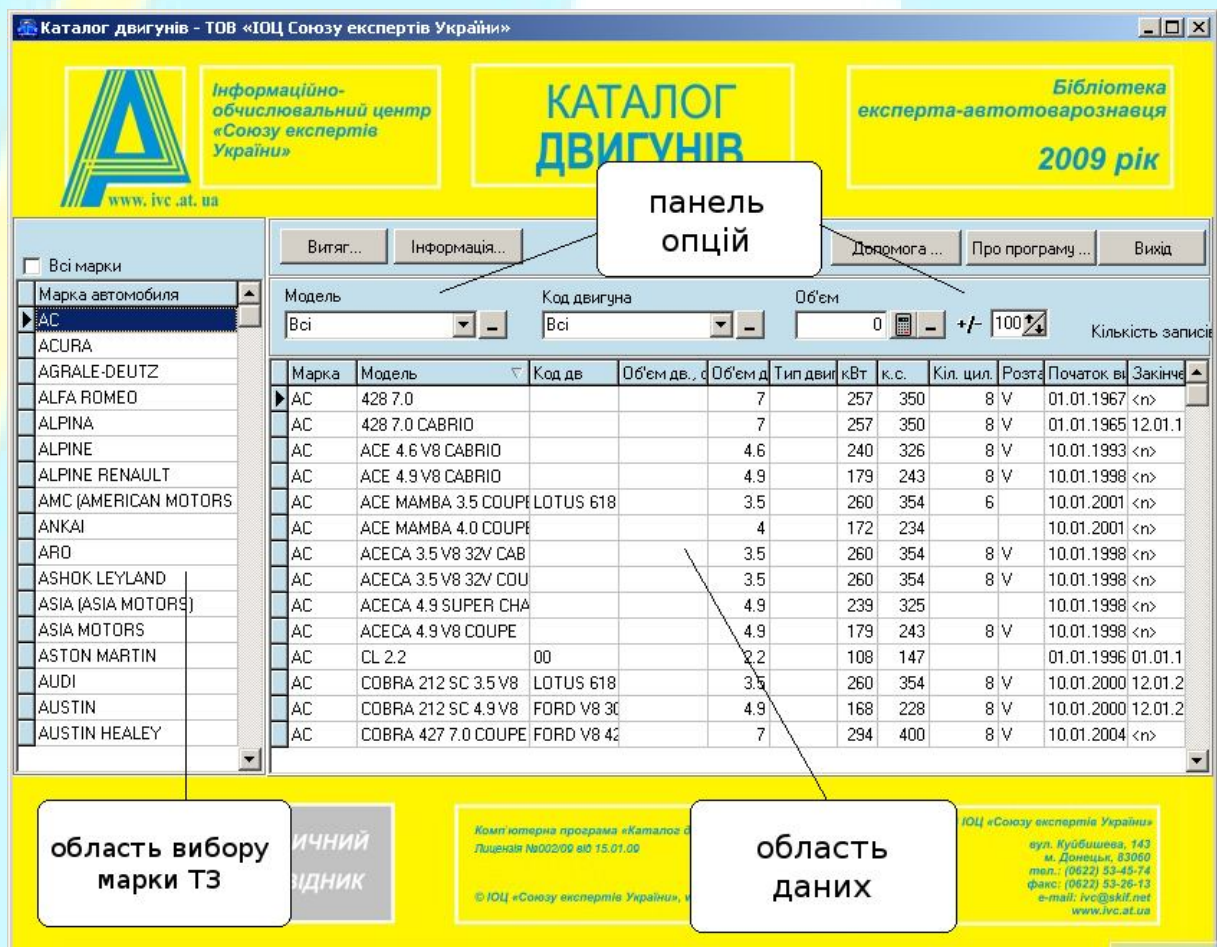 Каталог двигунів - ТОВ «ІОЦ Союзу експертів України»
Інформаційно-
обчислювальний центр
«Союзу експертів
України»
www. ivc .at. ua
КАТАЛОГ
ДВИГУНІВ
Бібліотека
експерта-автотоварознавця
2009 рік
панель
опцій
Витяг...
Інформація...
Допомога ...
Про програму ...
Вихід
Всі марки
Марка автомобиля
AC
ACURA
AGRALE-DEUTZ
ALFA ROMEO
ALPINA
ALPINE
ALPINE RENAULT
AMC (AMERICAN MOTORS
ANKAI
ARO
ASHOK LEYLAND
ASIA (ASIA MOTORS)
ASIA MOTORS
ASTON MARTIN
AUDI
AUSTIN
AUSTIN HEALEY
Модель
Код двигуна
Об'єм
Всі
Всі
0
+/-
100
Кількість записів
Марка Модель Код дв Об'єм дв., Об'єм д Тип двиг кВт к.с. Кіл. цил. Розта Початок ви Закінче
AC 428 7.0 7 257 350 8 V 01.01.1967 <n>
AC 428 7.0 CABRIO 7 257 350 8 V 01.01.1965 12.01.1
AC ACE 4.6 V8 CABRIO 4.6 240 326 8 V 10.01.1993 <n>
AC ACE 4.9 V8 CABRIO 4.9 179 243 8 V 10.01.1998 <n>
AC ACE MAMBA 3.5 COUPE LOTUS 618 3.5 260 354 6 10.01.2001 <n>
AC ACE MAMBA 4.0 COUPE 4 172 234 10.01.2001 <n>
AC ACECA 3.5 V8 32V CAB 3.5 260 354 8 V 10.01.1998 <n>
AC ACECA 3.5 V8 32V COU 3.5 260 354 8 V 10.01.1998 <n>
AC ACECA 4.9 SUPER CHA 4.9 239 325 10.01.1998 <n>
AC ACECA 4.9 V8 COUPE 4.9 179 243 8 V 10.01.1998 <n>
AC CL 2.2 00 2.2 108 147 01.01.1996 01.01.1
AC COBRA 212 SC 3.5 V8 LOTUS 618 3.5 260 354 8 V 10.01.2000 12.01.2
AC COBRA 212 SC 4.9 V8 FORD V8 30 4.9 168 228 8 V 10.01.2000 12.01.2
AC COBRA 427 7.0 COUPE FORD V8 42 7 294 400 8 V 10.01.2004 <n>
область вибору
марки ТЗ
ИЧНИЙ
ІДНИК
Комп'ютерна програма «Каталог д
Лиценція №002/09 від 15.01.09
© ІОЦ «Союзу експертів України»,
область
даних
ІОЦ «Союзу експертів України»
вул. Куйбишева, 143
м. Донецьк, 83060
тел.: (0622) 53-45-74
факс: (0622) 53-26-13
e-mail: ivc@skif.net
www.ivc.at.ua